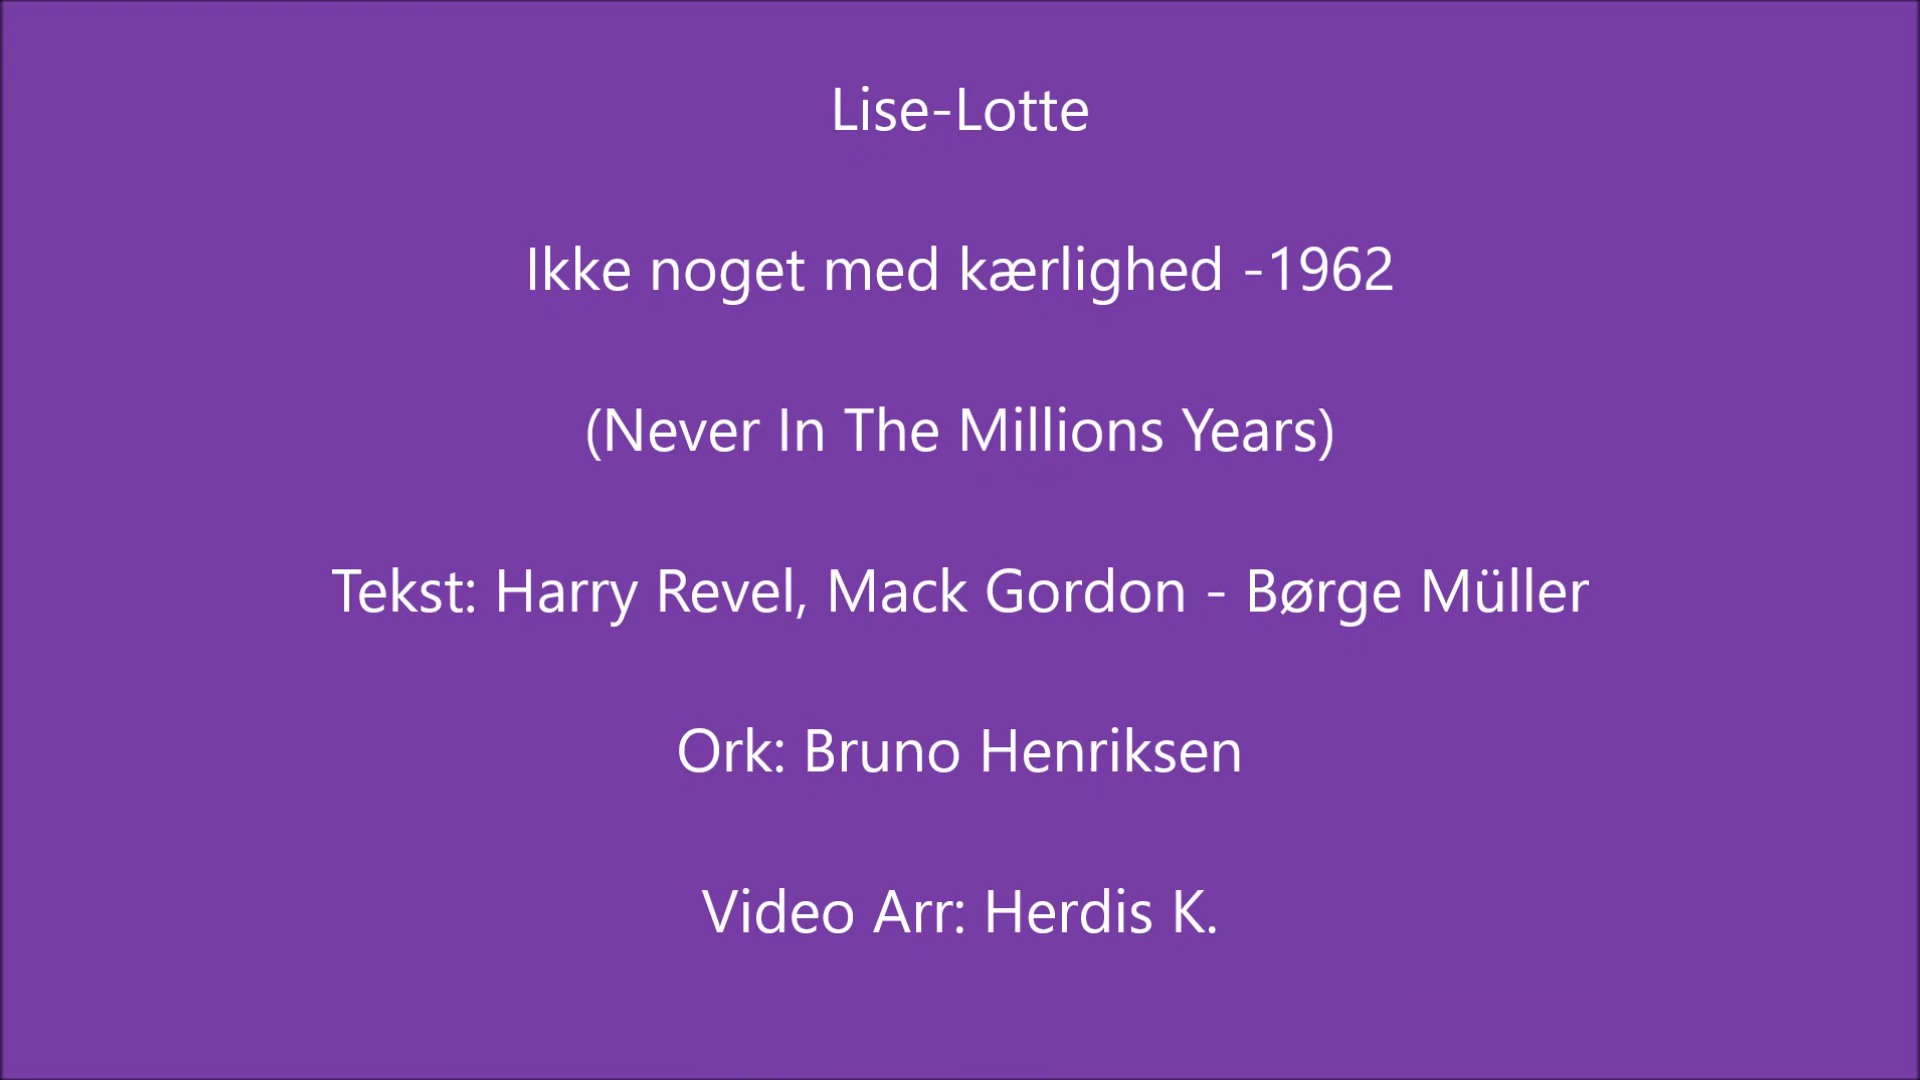 Lise-Lotte
Ikke noget med kærlighed -1962
(Never In The Millions Years)
Tekst: Harry Revel, Mack Gordon - Børge Müller
Ork: Bruno Henriksen
Video Arr: Herdis K.